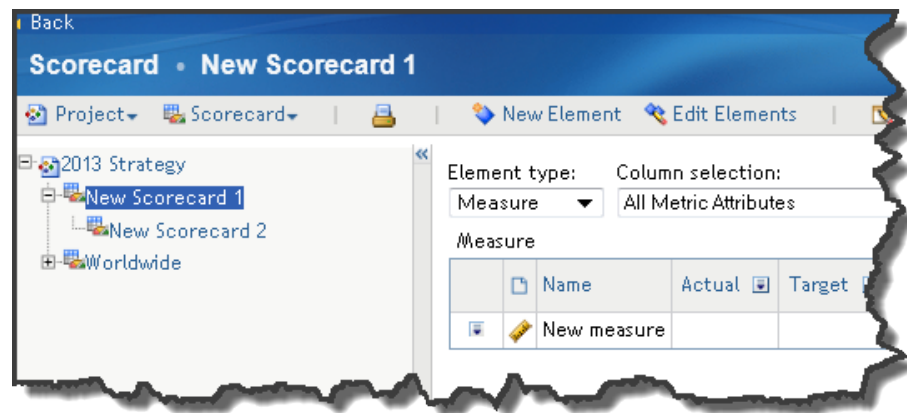 Back
Scorecard • New Scorecard 1
Project Scorecard | | New Element Edit Elements |
2013 Strategy
New Scorecard 1
New Scorecard 2
Worldwide
Element type: Column selection:
Measure All Metric Attributes
Measure
Name Actual Target
New measure